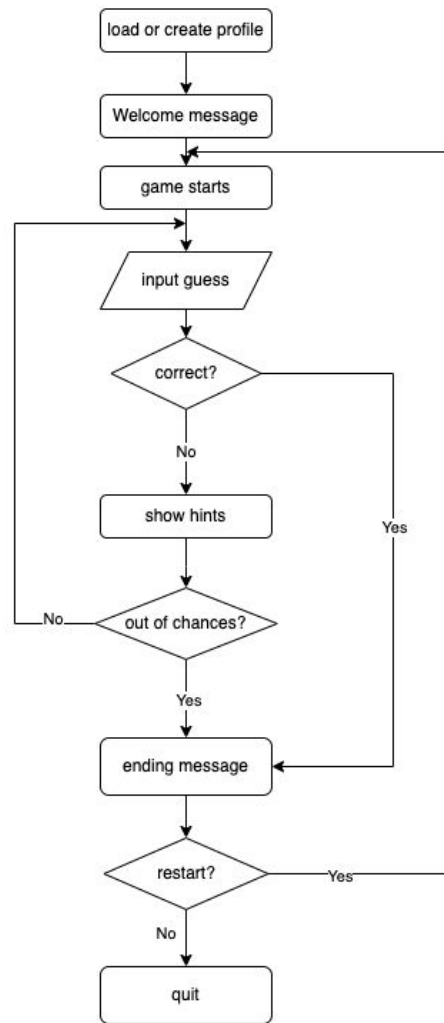 load or create profile
Welcome message
game starts
input guess
correct?
No
show hints
Yes
out of chances?
No
Yes
ending message
restart?
Yes
No
quit